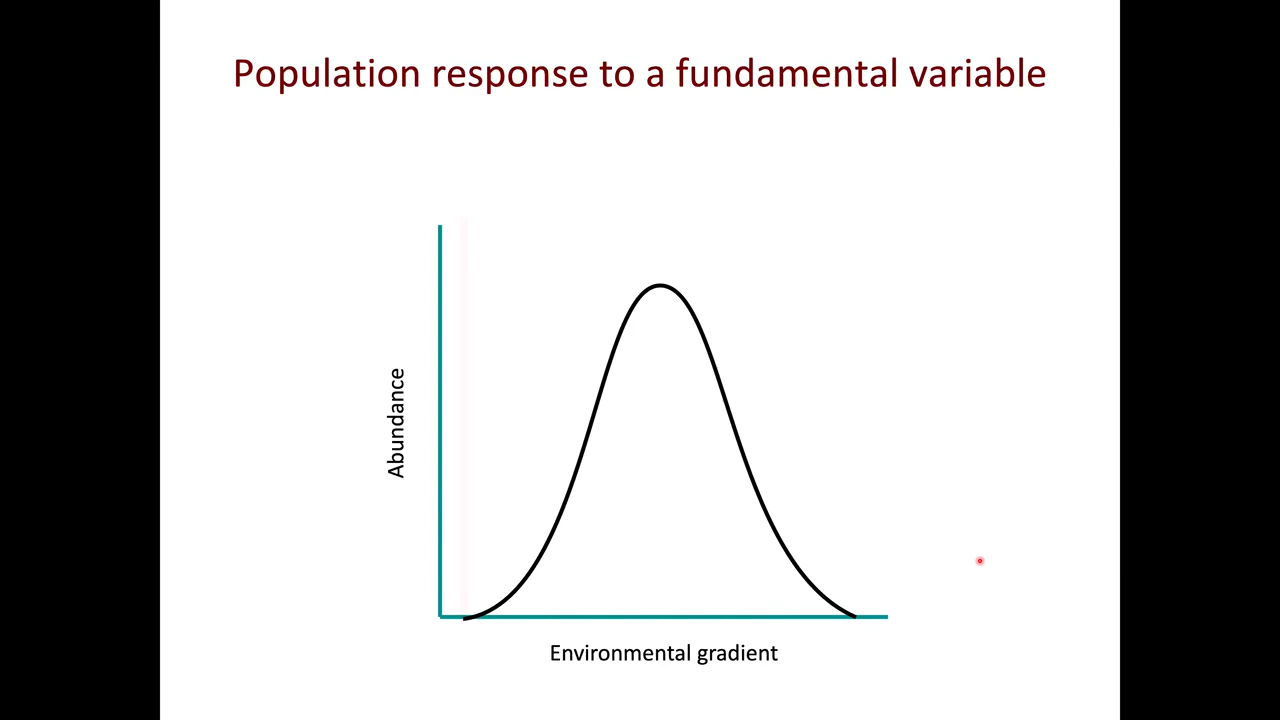 Population response to a fundamental variable
Abundance
Environmental gradient